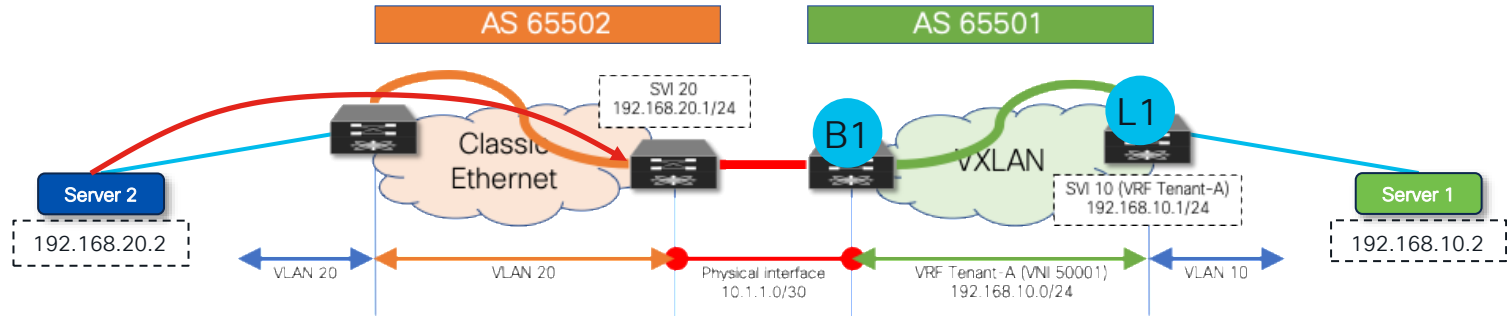 AS 65502
AS 65501
SVI 20
192.168.20.1/24
Classic
Ethernet
B1
VXLAN
L1
SVI 10 (VRF Tenant-A)
192.168.10.1/24
Server 2
192.168.20.2
Server 1
192.168.10.2
VLAN 20
VLAN 20
Physical interface
10.1.1.0/30
VRF Tenant-A (VNI 50001)
192.168.10.0/24
VLAN 10